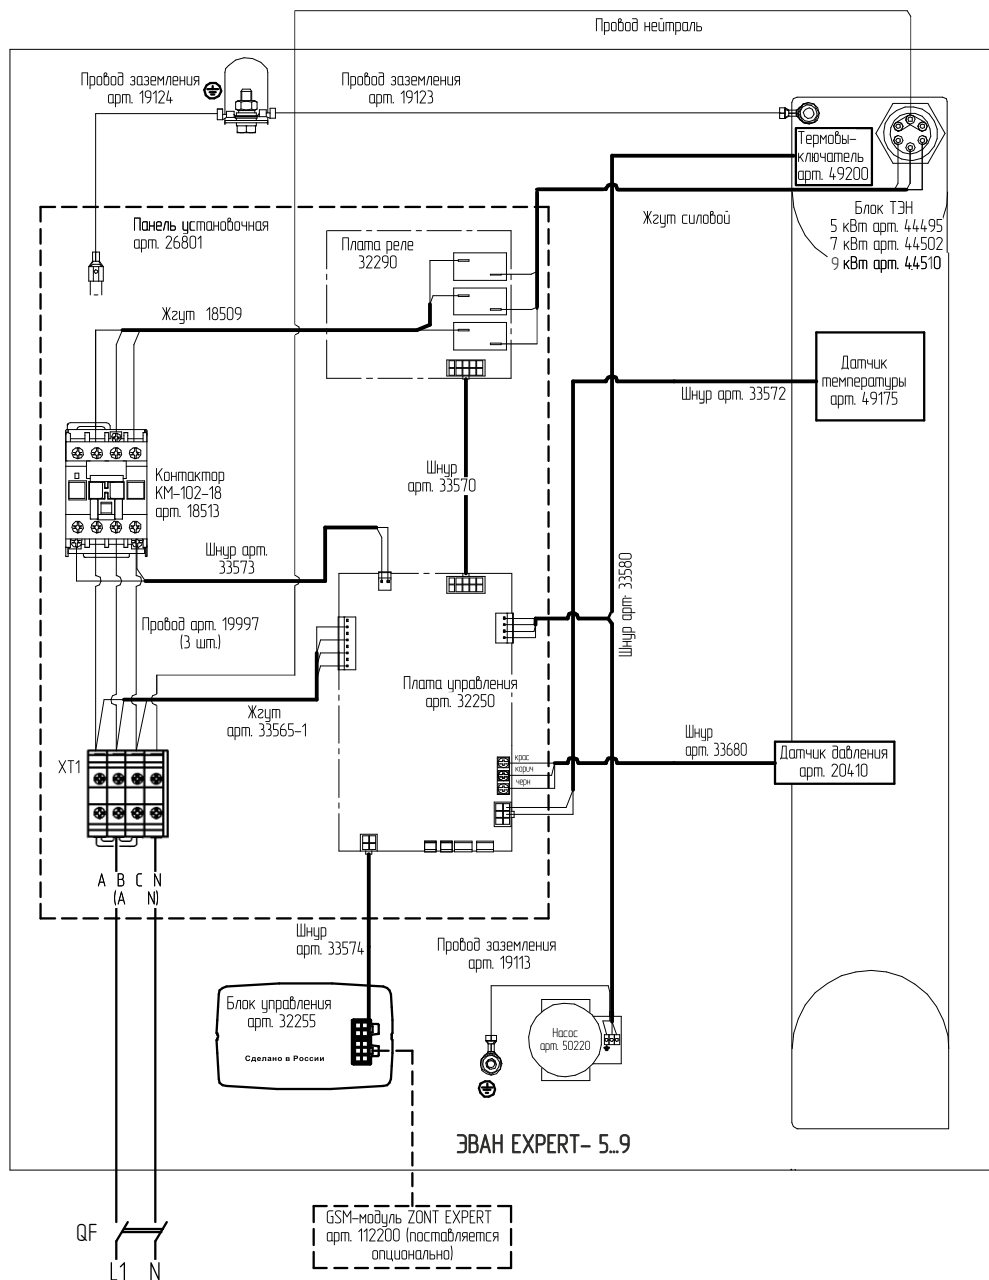 Провод нейтраль
Провод заземления
арт. 19124
Провод заземления
арт. 19123
Термовы-
ключатель
арт. 49200
Блок ТЭН
5 кВт арт. 44495
7 кВт арт. 44502
9 кВт арт. 44510
Жгут силовой
Панель установочная
арт. 26801
Плата реле
32290
Жгут 18509
Датчик
температуры
арт. 49175
Шнур арт. 33572
Шнур
арт. 33570
Контактор
КМ-102-18
арт. 18513
Шнур арт.
33573
Шнур арт. 33580
Провод арт. 19997
(3 шт.)
Плата управления
арт. 32250
Жгут
арт. 33565-1
Шнур
арт. 33680
Датчик давления
арт. 20410
крас
корич
черн
XT1
A B C N
(A N)
Шнур
арт. 33574
Провод заземления
арт. 19113
Блок управления
арт. 32255
Сделано в России
Насос
арт. 50220
ЭВАН EXPERT- 5...9
GSM-модуль ZONT EXPERT
арт. 112200 (поставляется
опционально)
QF
L1 N